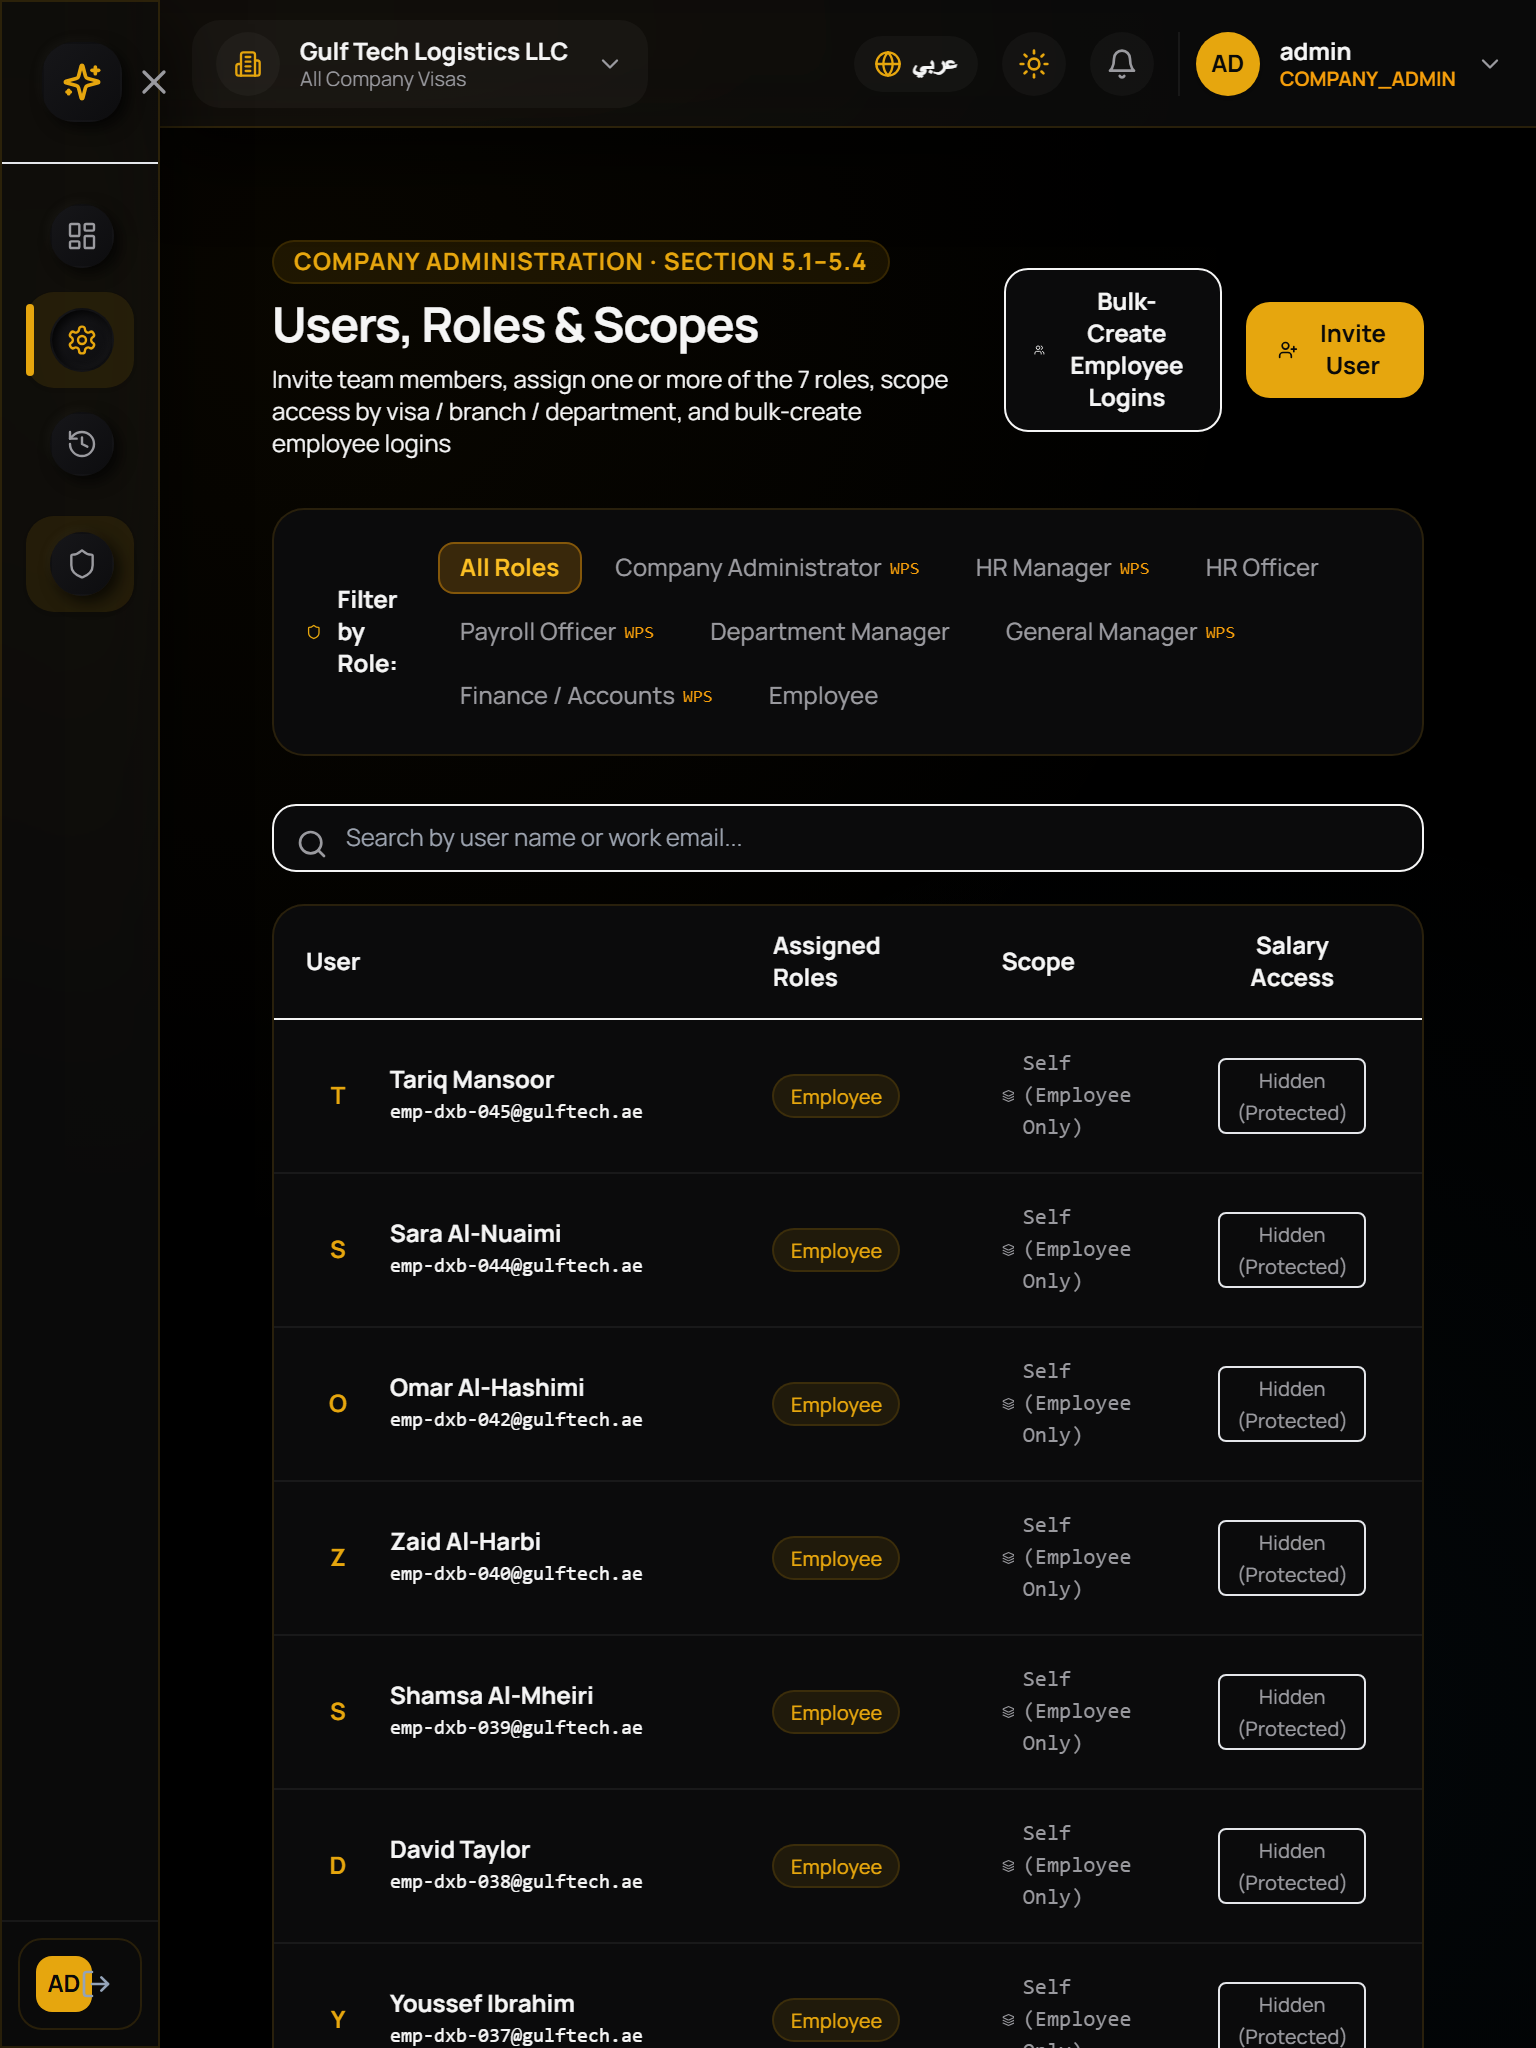 Gulf Tech Logistics LLC
All Company Visas
عربي
AD
admin
COMPANY_ADMIN
COMPANY ADMINISTRATION · SECTION 5.1–5.4
Users, Roles & Scopes
Invite team members, assign one or more of the 7 roles, scope
access by visa / branch / department, and bulk-create
employee logins
Bulk-
Create
Employee
Logins
Invite
User
Filter
by
Role:
All Roles
Company Administrator WPS
HR Manager WPS
HR Officer
Payroll Officer WPS
Department Manager
General Manager WPS
Finance / Accounts WPS
Employee
Search by user name or work email...
User
Assigned
Roles
Scope
Salary
Access
T
Tariq Mansoor
emp-dxb-045@gulftech.ae
Employee
Self
(Employee
Only)
Hidden
(Protected)
S
Sara Al-Nuaimi
emp-dxb-044@gulftech.ae
Employee
Self
(Employee
Only)
Hidden
(Protected)
O
Omar Al-Hashimi
emp-dxb-042@gulftech.ae
Employee
Self
(Employee
Only)
Hidden
(Protected)
Z
Zaid Al-Harbi
emp-dxb-040@gulftech.ae
Employee
Self
(Employee
Only)
Hidden
(Protected)
S
Shamsa Al-Mheiri
emp-dxb-039@gulftech.ae
Employee
Self
(Employee
Only)
Hidden
(Protected)
D
David Taylor
emp-dxb-038@gulftech.ae
Employee
Self
(Employee
Only)
Hidden
(Protected)
Y
Youssef Ibrahim
emp-dxb-037@gulftech.ae
Employee
Self
(Employee
Only)
Hidden
(Protected)
AD